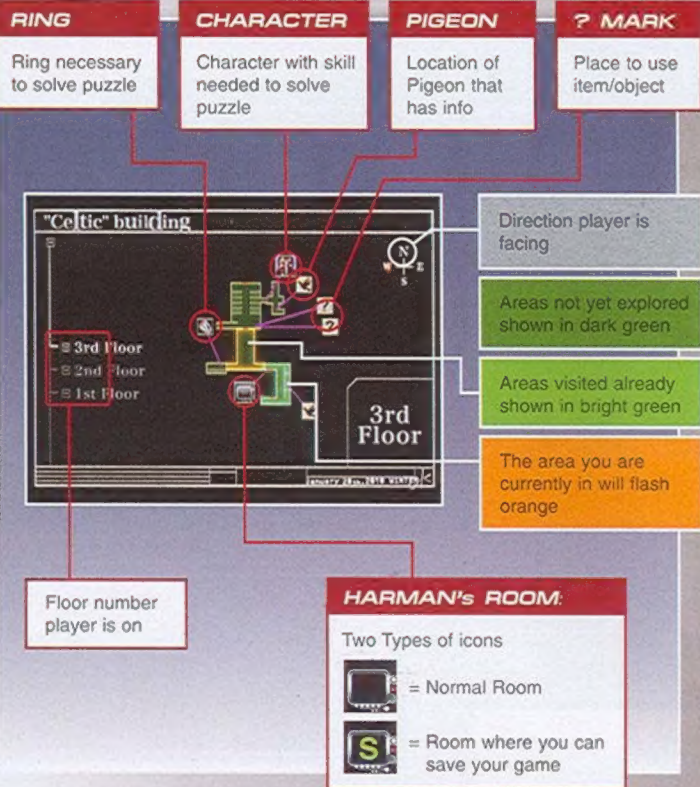 RING
Ring necessary
to solve puzzle
CHARACTER
Character with skill
needed to solve
puzzle
PIGEON
Location of
Pigeon that
has info
? MARK
Place to use
item/object
"Celtic" building
N
W E
S
?
?
3rd Floor
2nd Floor
1st Floor
3rd
Floor
January 28th, 2010 WINTER
Direction player is
facing
Areas not yet explored
shown in dark green
Areas visited already
shown in bright green
The area you are
currently in will flash
orange
Floor number
player is on
HARMAN's ROOM:
Two Types of icons
= Normal Room
S
= Room where you can
save your game